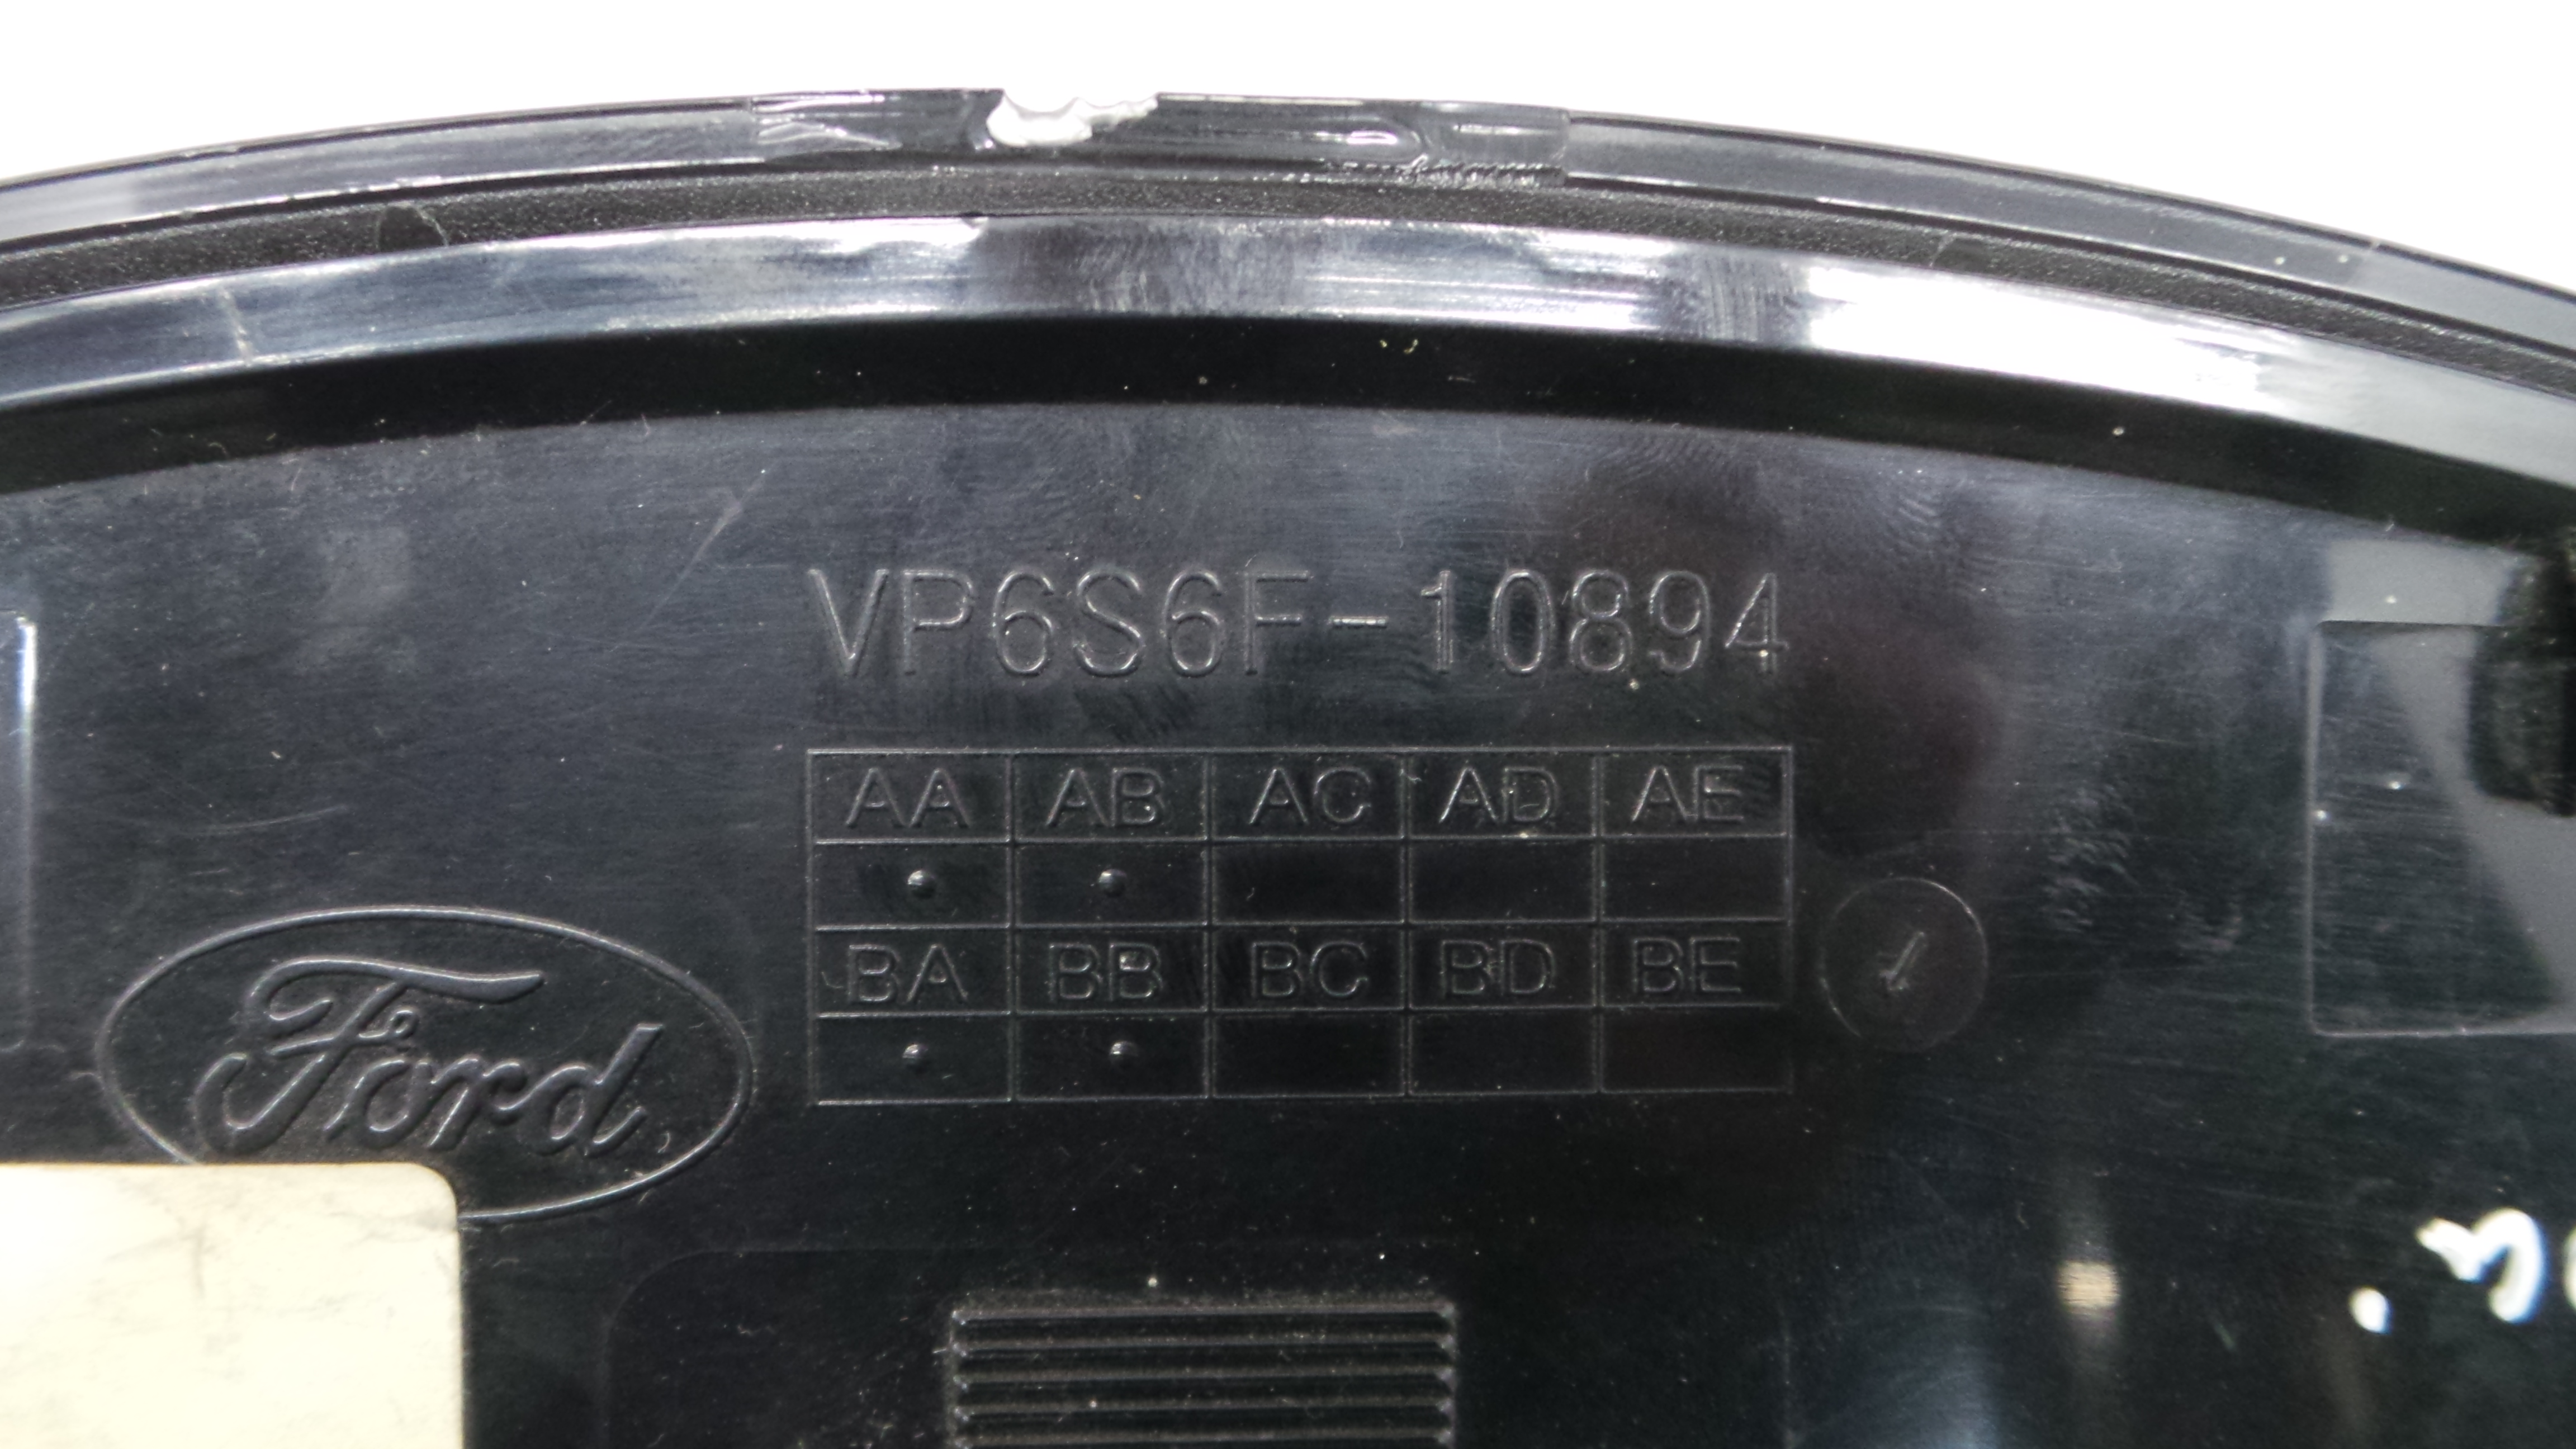 VP6S6F-10894
AA AB AC AD AE
BA BB BC BD BE
Ford